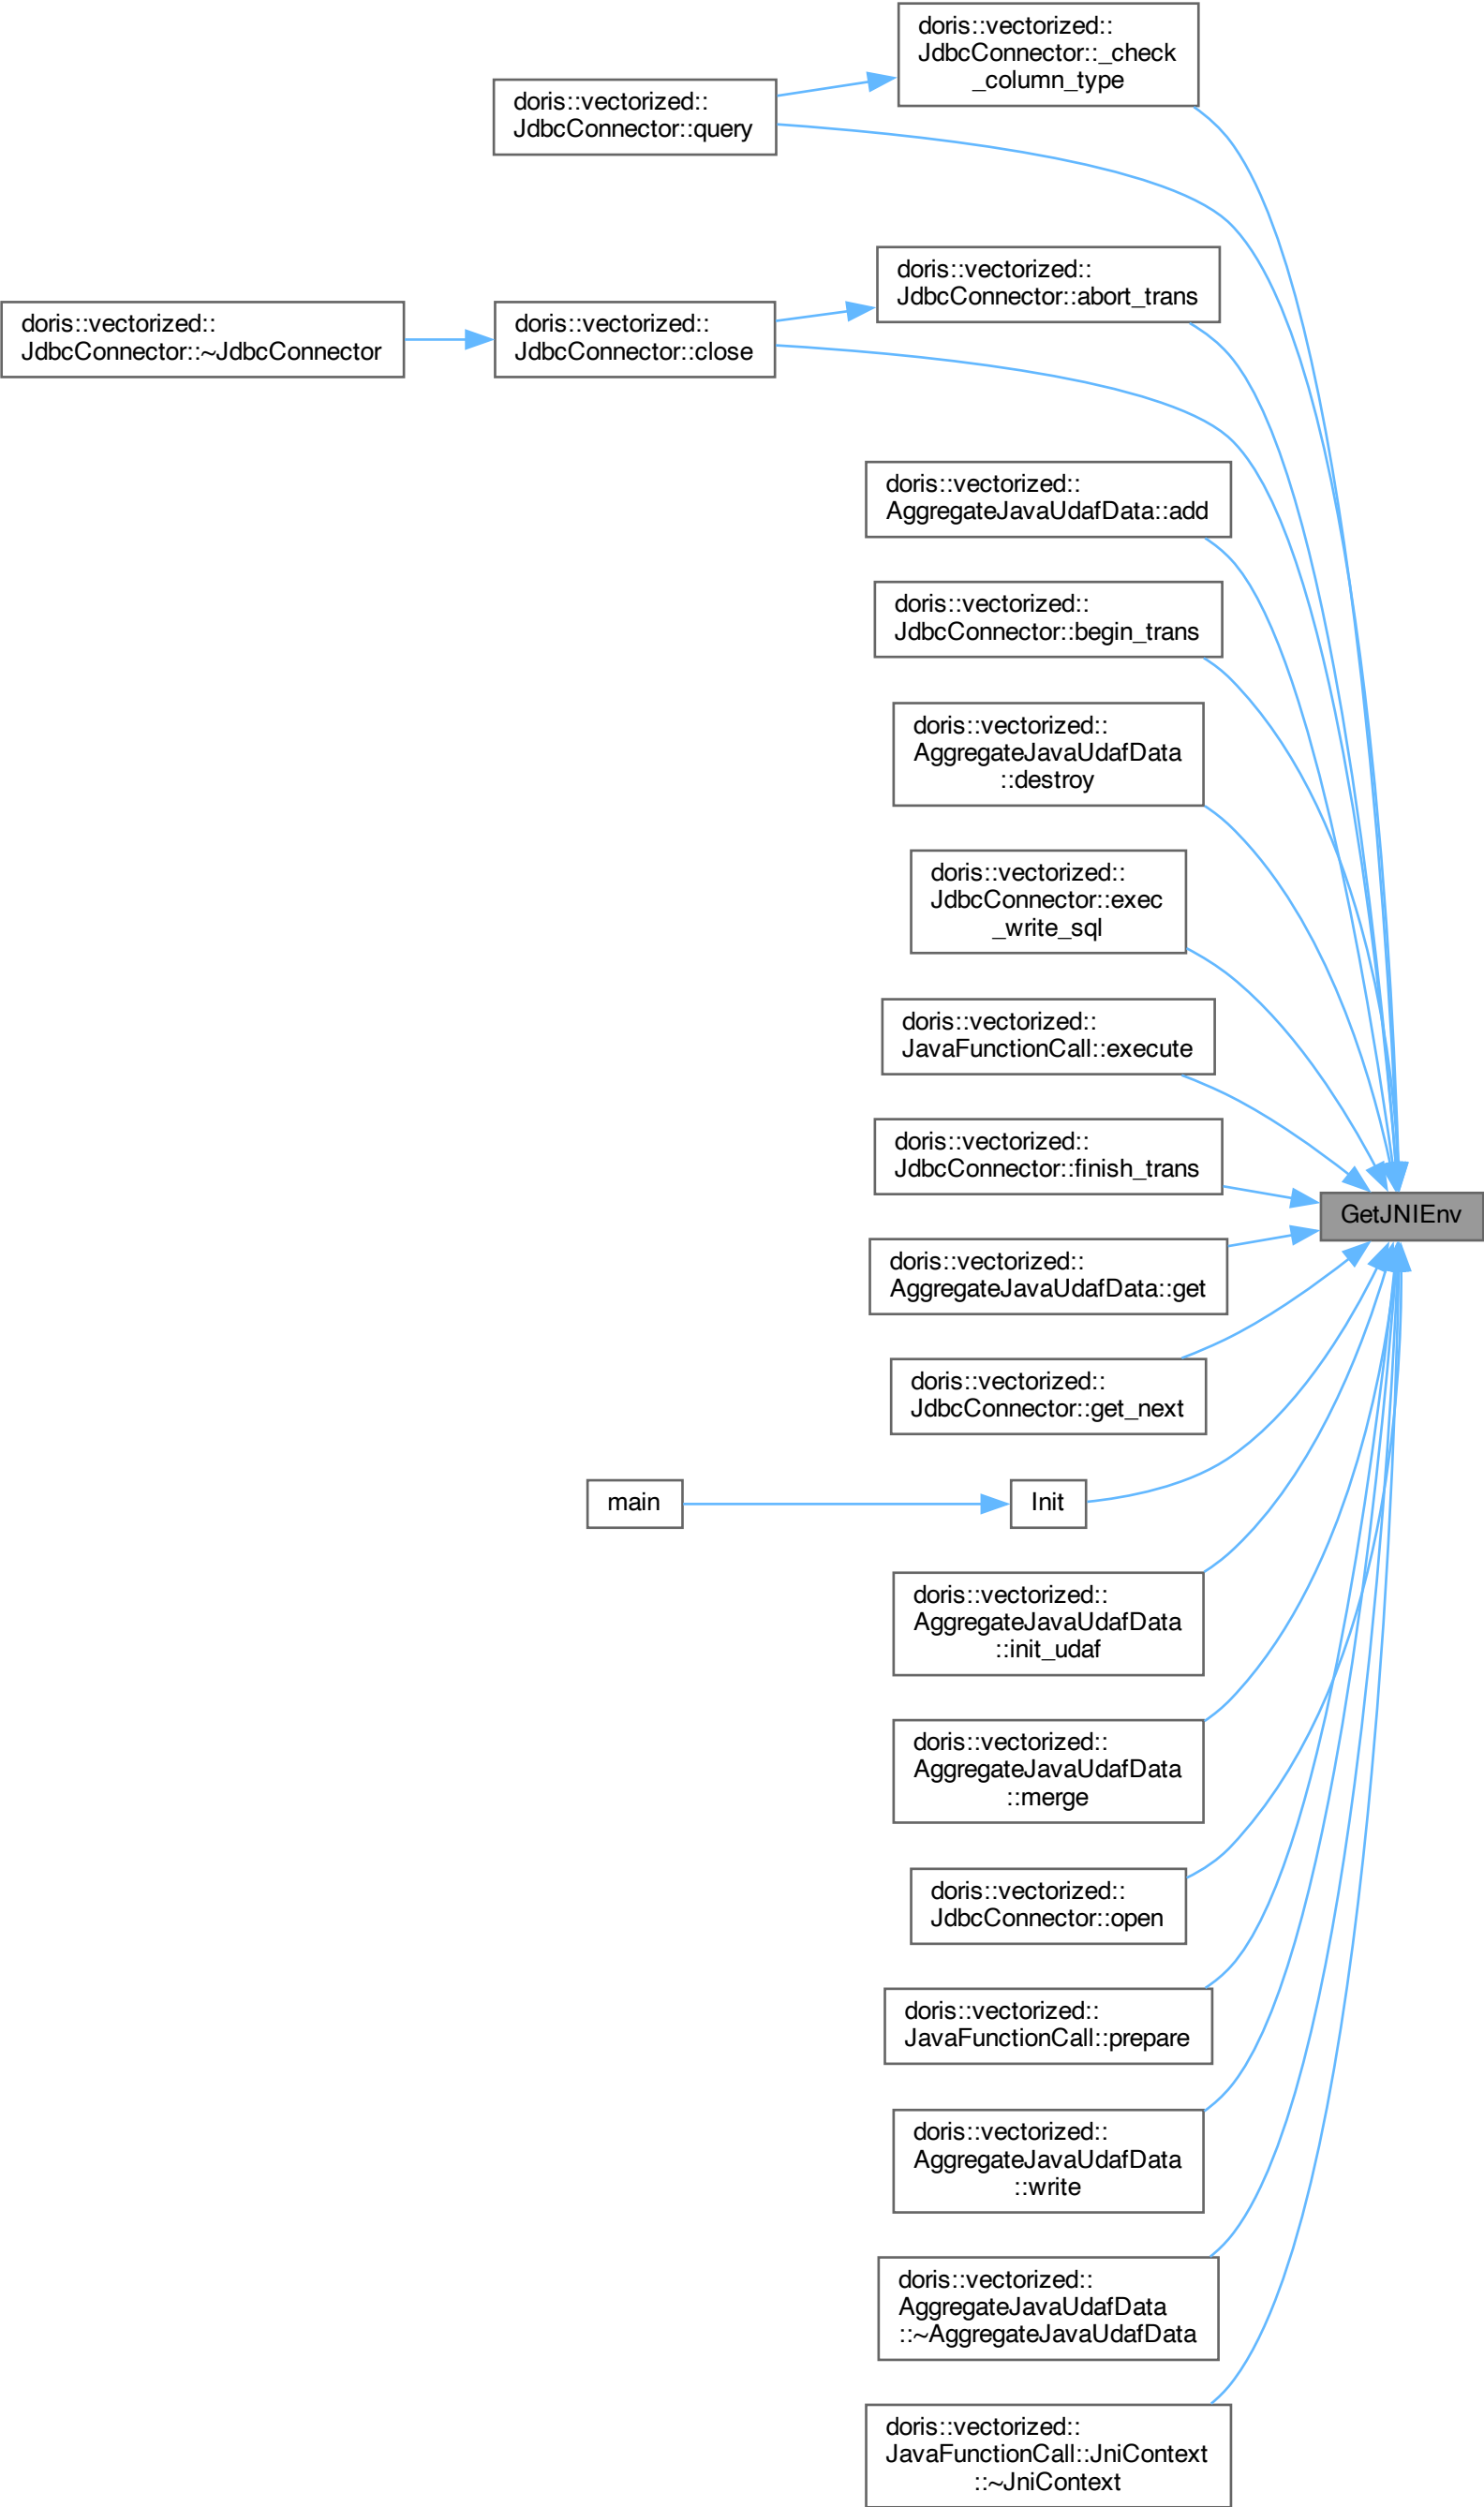 doris::vectorized::
JdbcConnector::_check
_column_type
doris::vectorized::
JdbcConnector::query
doris::vectorized::
JdbcConnector::abort_trans
doris::vectorized::
JdbcConnector::~JdbcConnector
doris::vectorized::
JdbcConnector::close
doris::vectorized::
AggregateJavaUdafData::add
doris::vectorized::
JdbcConnector::begin_trans
doris::vectorized::
AggregateJavaUdafData
::destroy
doris::vectorized::
JdbcConnector::exec
_write_sql
doris::vectorized::
JavaFunctionCall::execute
doris::vectorized::
JdbcConnector::finish_trans
GetJNIEnv
doris::vectorized::
AggregateJavaUdafData::get
doris::vectorized::
JdbcConnector::get_next
main
Init
doris::vectorized::
AggregateJavaUdafData
::init_udaf
doris::vectorized::
AggregateJavaUdafData
::merge
doris::vectorized::
JdbcConnector::open
doris::vectorized::
JavaFunctionCall::prepare
doris::vectorized::
AggregateJavaUdafData
::write
doris::vectorized::
AggregateJavaUdafData
::~AggregateJavaUdafData
doris::vectorized::
JavaFunctionCall::JniContext
::~JniContext